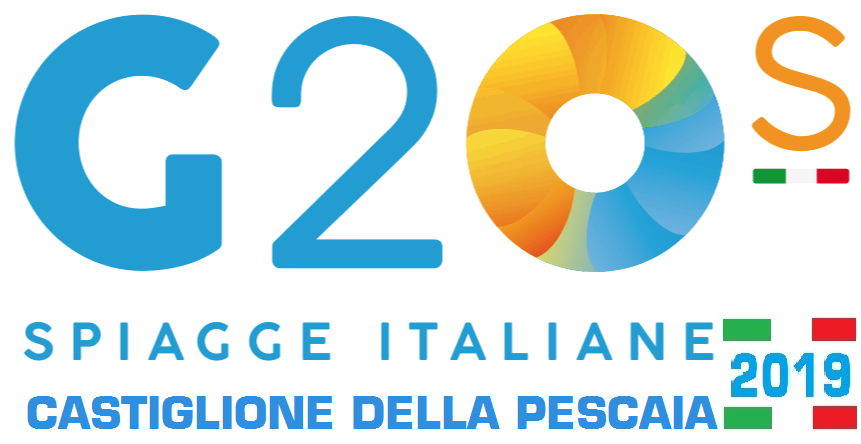 G20S
SPIAGGE ITALIANE
2019
CASTIGLIONE DELLA PESCAIA